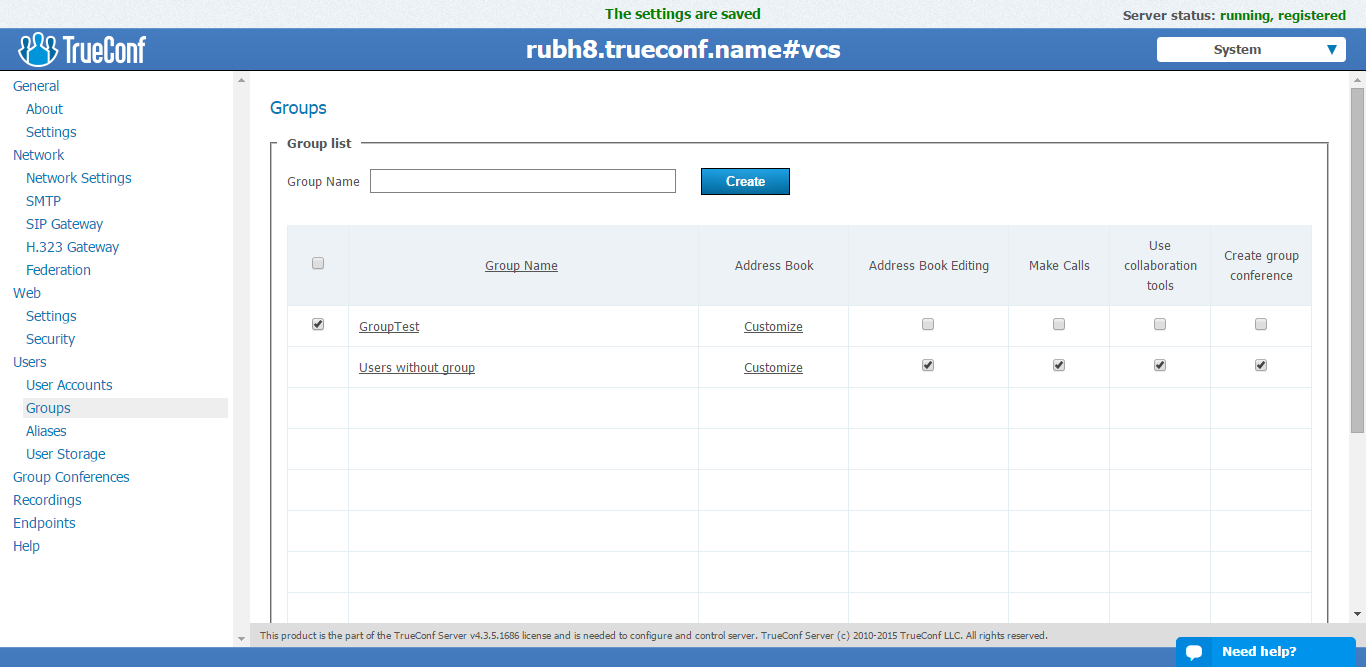 The settings are saved
Server status: running, registered
TrueConf
rubh8.trueconf.name#vcs
System
General
About
Settings
Network
Network Settings
SMTP
SIP Gateway
H.323 Gateway
Federation
Web
Settings
Security
Users
User Accounts
Groups
Aliases
User Storage
Group Conferences
Recordings
Endpoints
Help
Groups
Group list
Group Name
Create
Group Name
Address Book
Address Book Editing
Make Calls
Use
collaboration
tools
Create group
conference
GroupTest
Customize
Users without group
Customize
This product is the part of the TrueConf Server v4.3.5.1686 license and is needed to configure and control server. TrueConf Server (c) 2010-2015 TrueConf LLC. All rights reserved.
Need help?